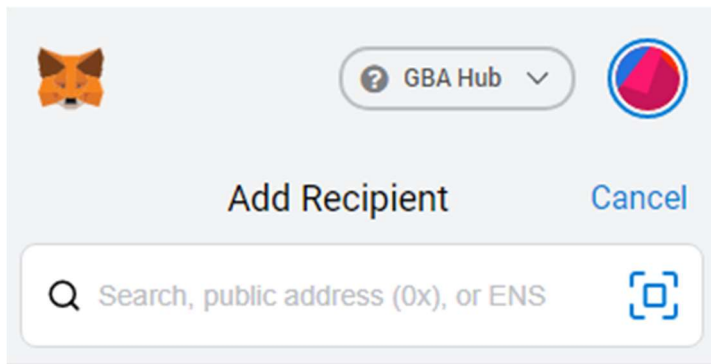 GBA Hub
Add Recipient
Cancel
Search, public address (0x), or ENS